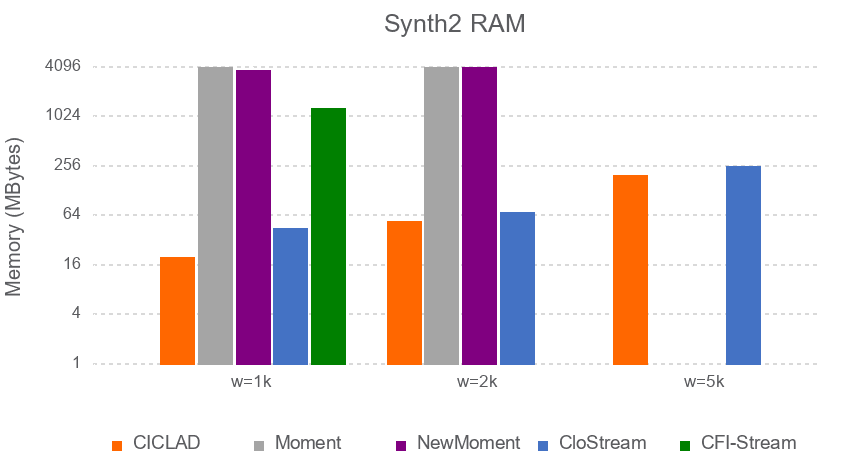 Synth2 RAM
Memory (MBytes)
4096
1024
256
64
16
4
1
w=1k w=2k w=5k
CICLAD Moment NewMoment CloStream CFI-Stream